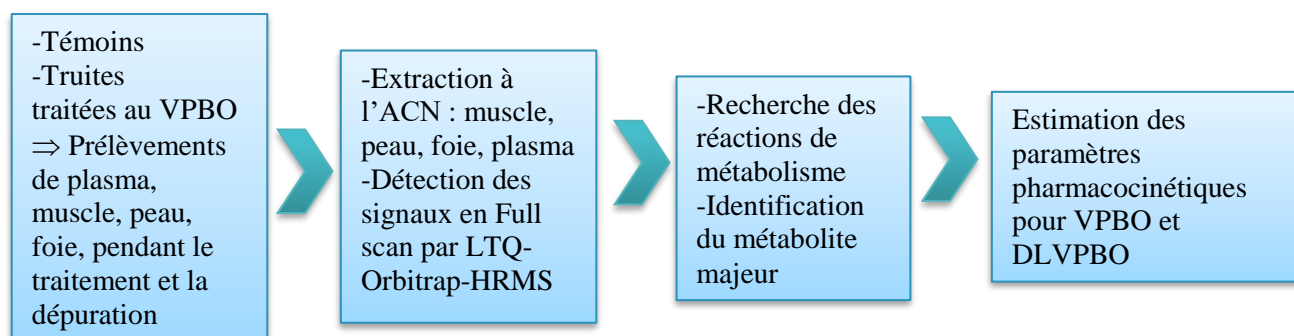 -Témoins
-Truites
traitées au VPBO
⇒ Prélèvements
de plasma,
muscle, peau,
foie, pendant le
traitement et la
dépuration
-Extraction à
l’ACN : muscle,
peau, foie, plasma
-Détection des
signaux en Full
scan par LTQ-
Orbitrap-HRMS
-Recherche des
réactions de
métabolisme
-Identification
du métabolite
majeur
Estimation des
paramètres
pharmacocinétiques
pour VPBO et
DLVPBO